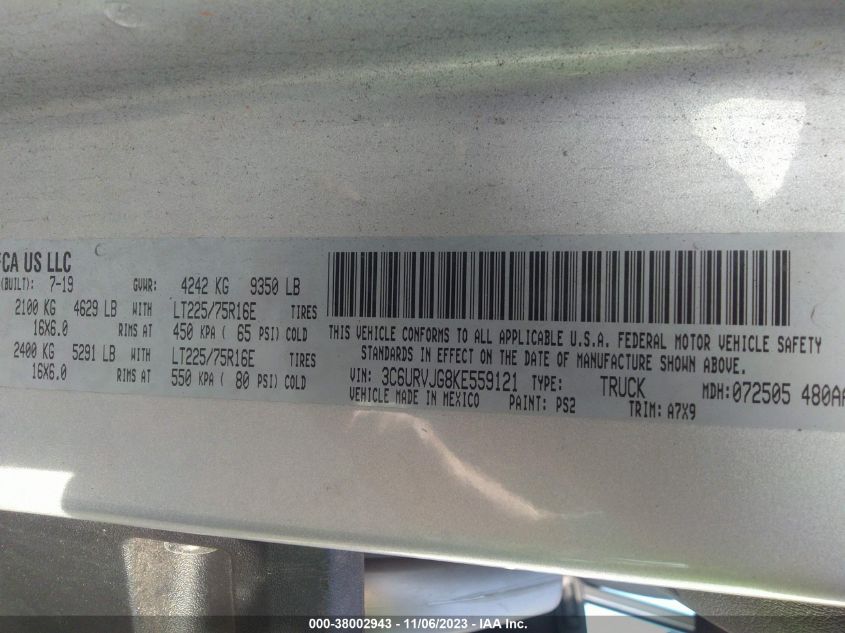 FCA US LLC
(BUILT): 7-19 GVWR: 4242 KG 9350 LB
2100 KG 4629 LB WITH LT225/75R16E TIRES
16X6.0 RIMS AT 450 KPA ( 65 PSI) COLD
2400 KG 5291 LB WITH LT225/75R16E TIRES
16X6.0 RIMS AT 550 KPA ( 80 PSI) COLD
THIS VEHICLE CONFORMS TO ALL APPLICABLE U.S.A. FEDERAL MOTOR VEHICLE SAFETY
STANDARDS IN EFFECT ON THE DATE OF MANUFACTURE SHOWN ABOVE.
VIN: 3C6URVJG8KE559121 TYPE: TRUCK MDH: 072505 480AA
VEHICLE MADE IN MEXICO PAINT: PS2 TRIM: A7X9
000-38002943 - 11/06/2023 - IAA Inc.